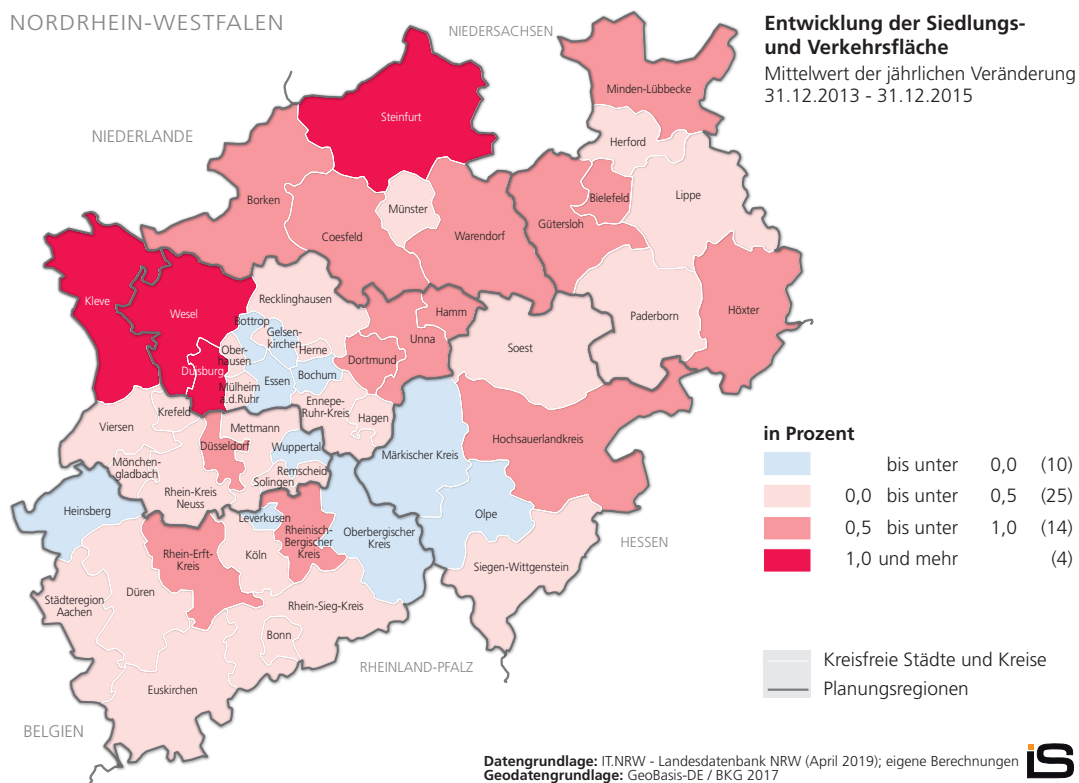 NORDRHEIN-WESTFALEN
Entwicklung der Siedlungs-
und Verkehrsfläche
Mittelwert der jährlichen Veränderung
31.12.2013 - 31.12.2015
NIEDERSACHSEN
NIEDERLANDE
Minden-Lübbecke
Steinfurt
Herford
Lippe
Borken
Münster
Bielefeld
Gütersloh
Coesfeld
Warendorf
Kleve
Wesel
Recklinghausen
Hamm
Paderborn
Höxter
Bottrop
Gelsen-
kirchen
Herne
Unna
Soest
Ober-
hausen
Dortmund
Duisburg
Essen
Bochum
Mülheim
a.d.Ruhr
Ennepe-
Ruhr-Kreis
Hagen
Krefeld
Viersen
Mettmann
Düsseldorf
Wuppertal
Märkischer Kreis
Hochsauerlandkreis
Mönchen-
gladbach
Remscheid
Solingen
Rhein-Kreis
Neuss
Heinsberg
Leverkusen
Rheinisch-
Bergischer
Kreis
Oberbergischer
Kreis
Olpe
Rhein-Erft-
Kreis
Köln
HESSEN
Siegen-Wittgenstein
Düren
Städteregion
Aachen
Rhein-Sieg-Kreis
Bonn
RHEINLAND-PFALZ
Euskirchen
BELGIEN
in Prozent
bis unter 0,0 (10)
0,0 bis unter 0,5 (25)
0,5 bis unter 1,0 (14)
1,0 und mehr (4)
Kreisfreie Städte und Kreise
Planungsregionen
Datengrundlage: IT.NRW - Landesdatenbank NRW (April 2019); eigene Berechnungen
Geodatengrundlage: GeoBasis-DE / BKG 2017
iS